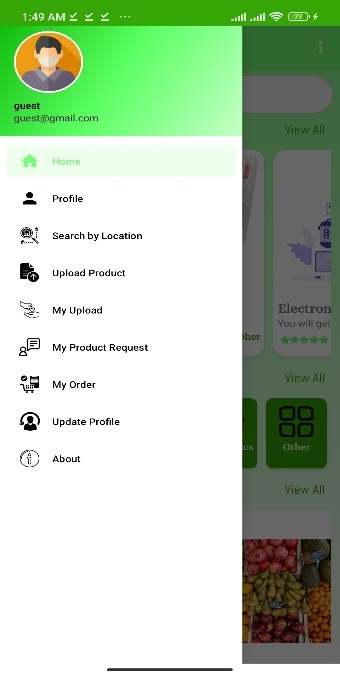 1:49 AM
77
guest
guest@gmail.com
View All
Home
Profile
Search by Location
Upload Product
My Upload
My Product Request
My Order
Update Profile
About
Electron
You will get
View All
Other
View All